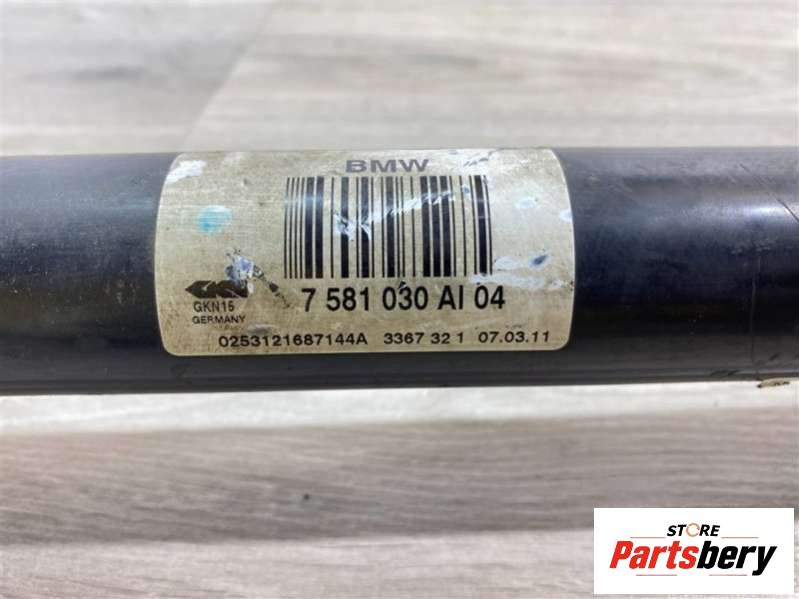 BMW
7 581 030 AI 04
GKN15
GERMANY
0253121687144A 3367 32 1 07.03.11
STORE
Partsbery